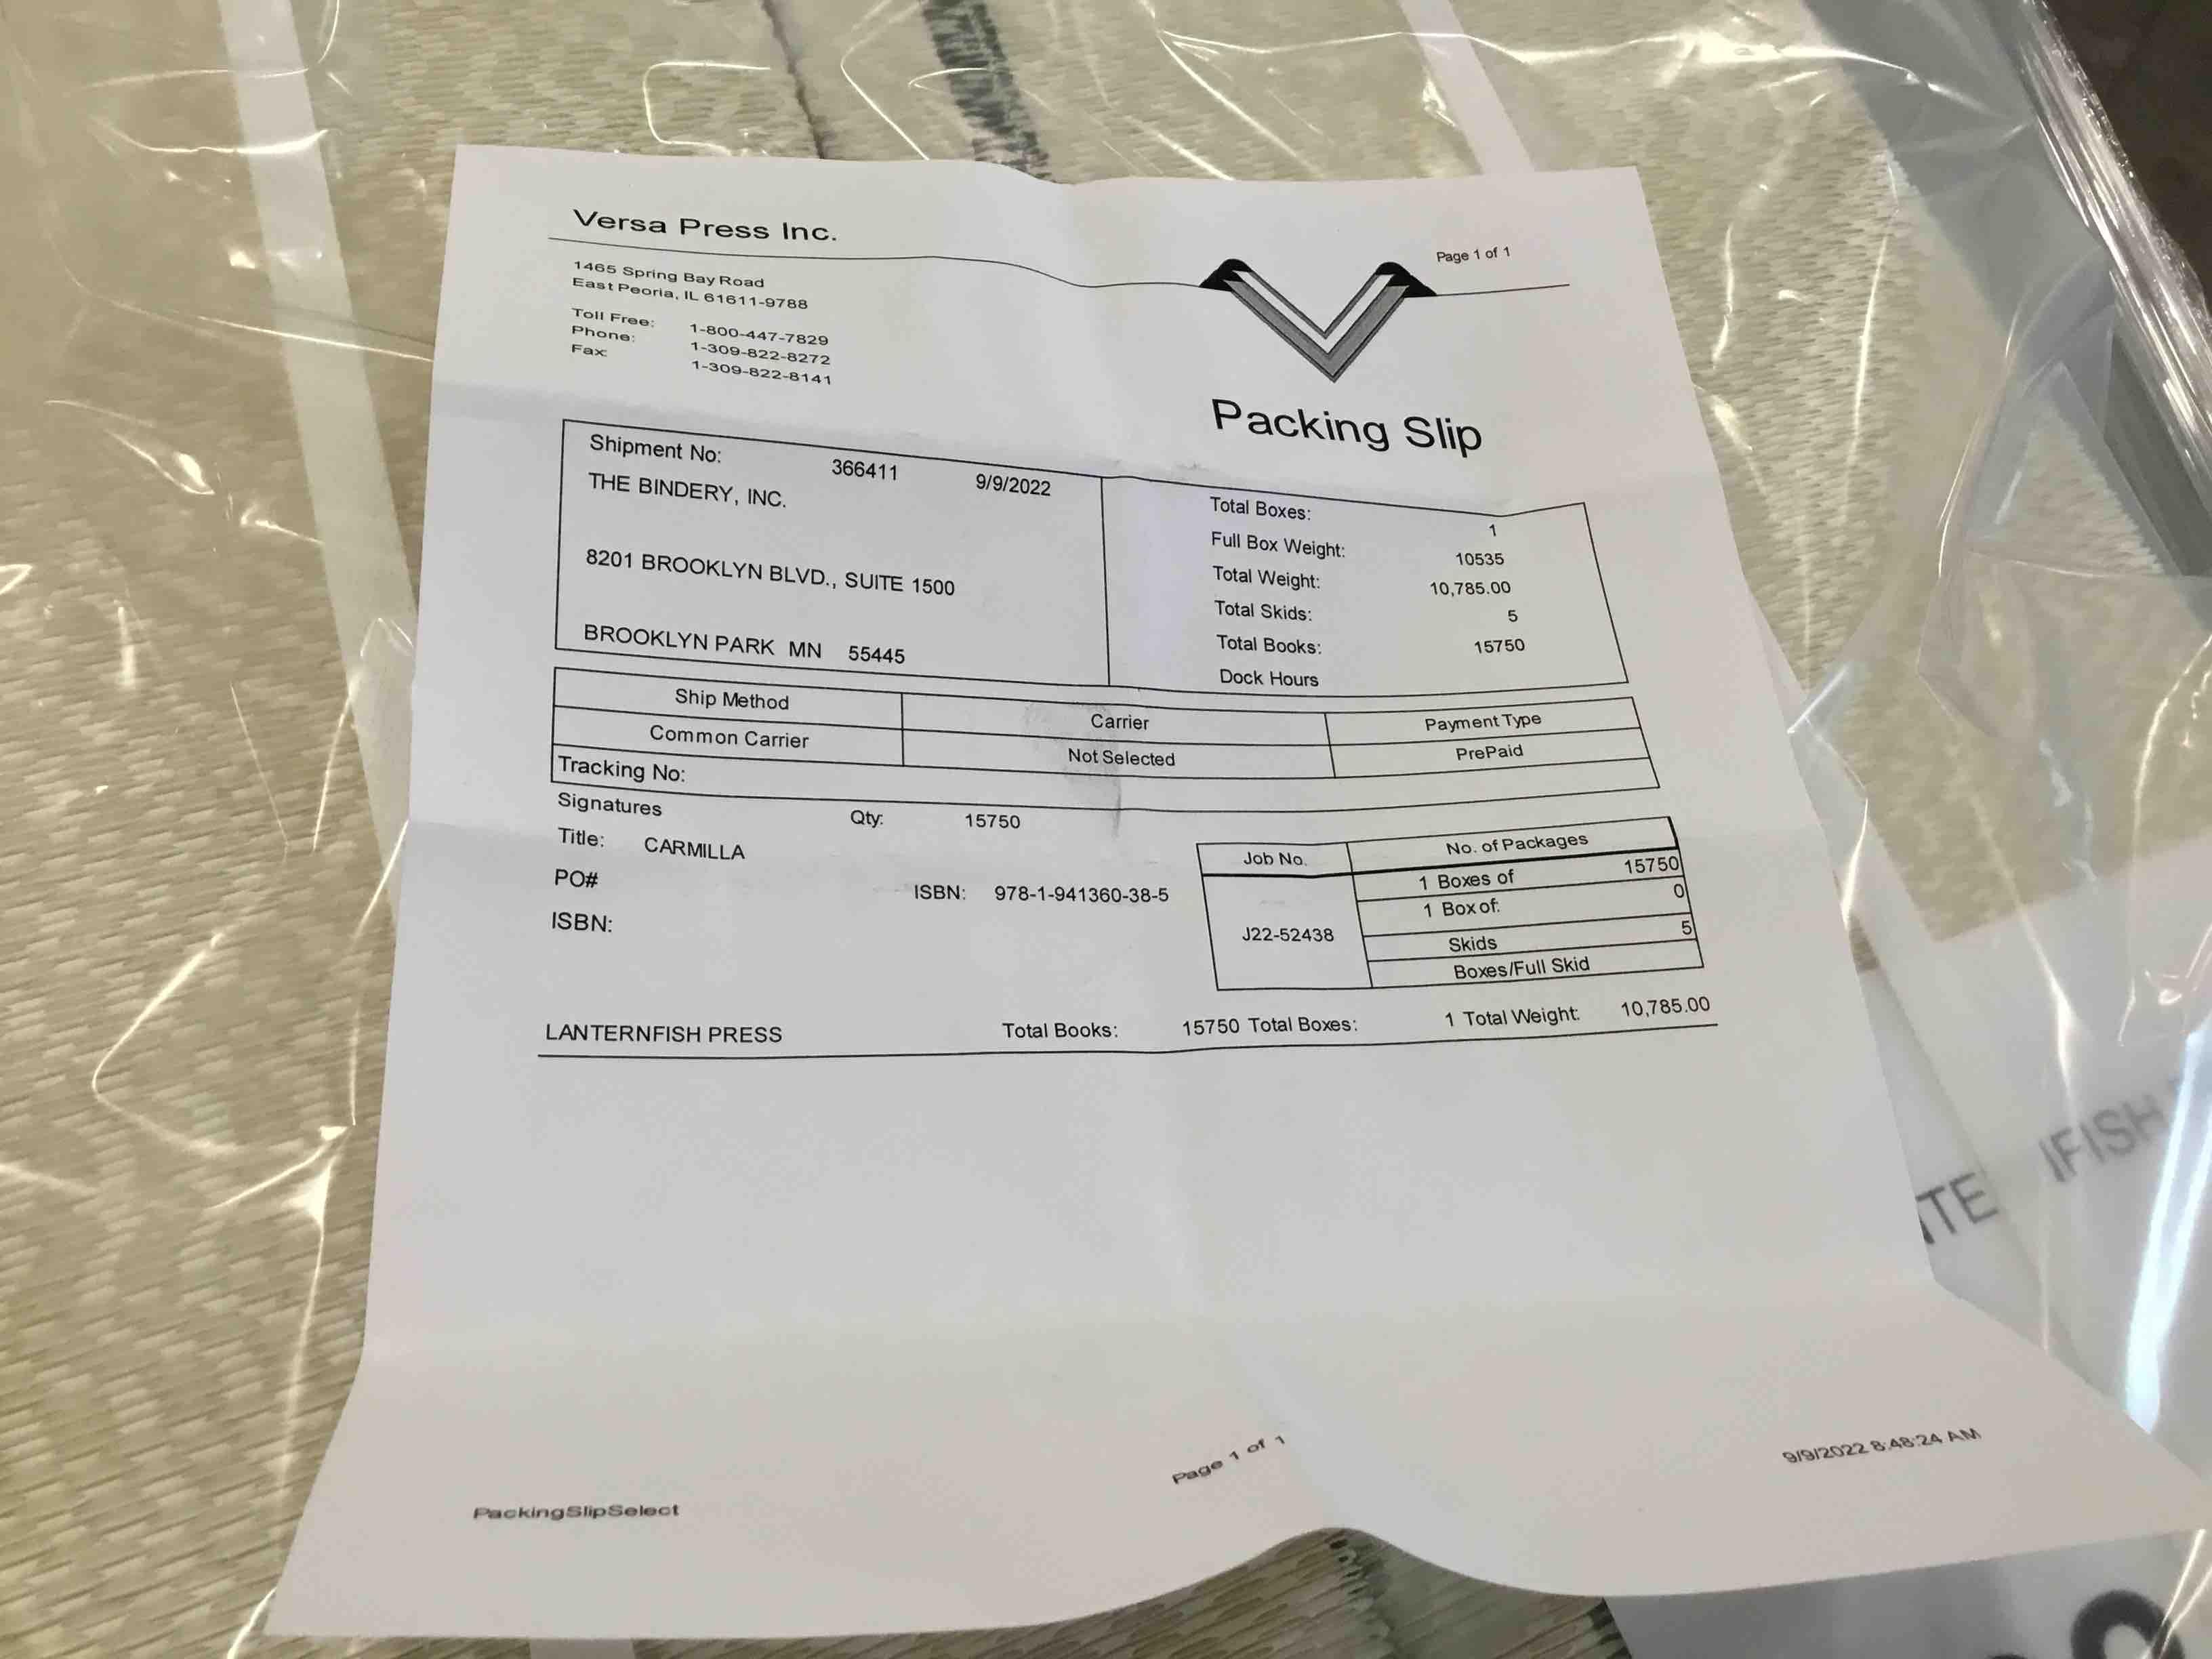 Versa Press Inc.
Page 1 of 1
1465 Spring Bay Road
East Peoria, IL 61611-9788
Toll Free: 1-800-447-7829
Phone: 1-309-822-8272
Fax: 1-309-822-8141
Packing Slip
Shipment No: 366411 9/9/2022
THE BINDERY, INC.
8201 BROOKLYN BLVD., SUITE 1500
BROOKLYN PARK MN 55445
Total Boxes: 1
Full Box Weight: 10535
Total Weight: 10,785.00
Total Skids: 5
Total Books: 15750
Dock Hours
Ship Method Carrier Payment Type
Common Carrier Not Selected PrePaid
Tracking No:
Signatures Qty: 15750
Title: CARMILLA
PO# ISBN: 978-1-941360-38-5
ISBN:
Job No. No. of Packages
J22-52438
1 Boxes of 15750
1 Box of: 0
Skids 5
Boxes/Full Skid
LANTERNFISH PRESS Total Books: 15750 Total Boxes: 1 Total Weight: 10,785.00
TE IFISH
PackingSlipSelect Page 1 of 1 9/9/2022 8:48:24 AM